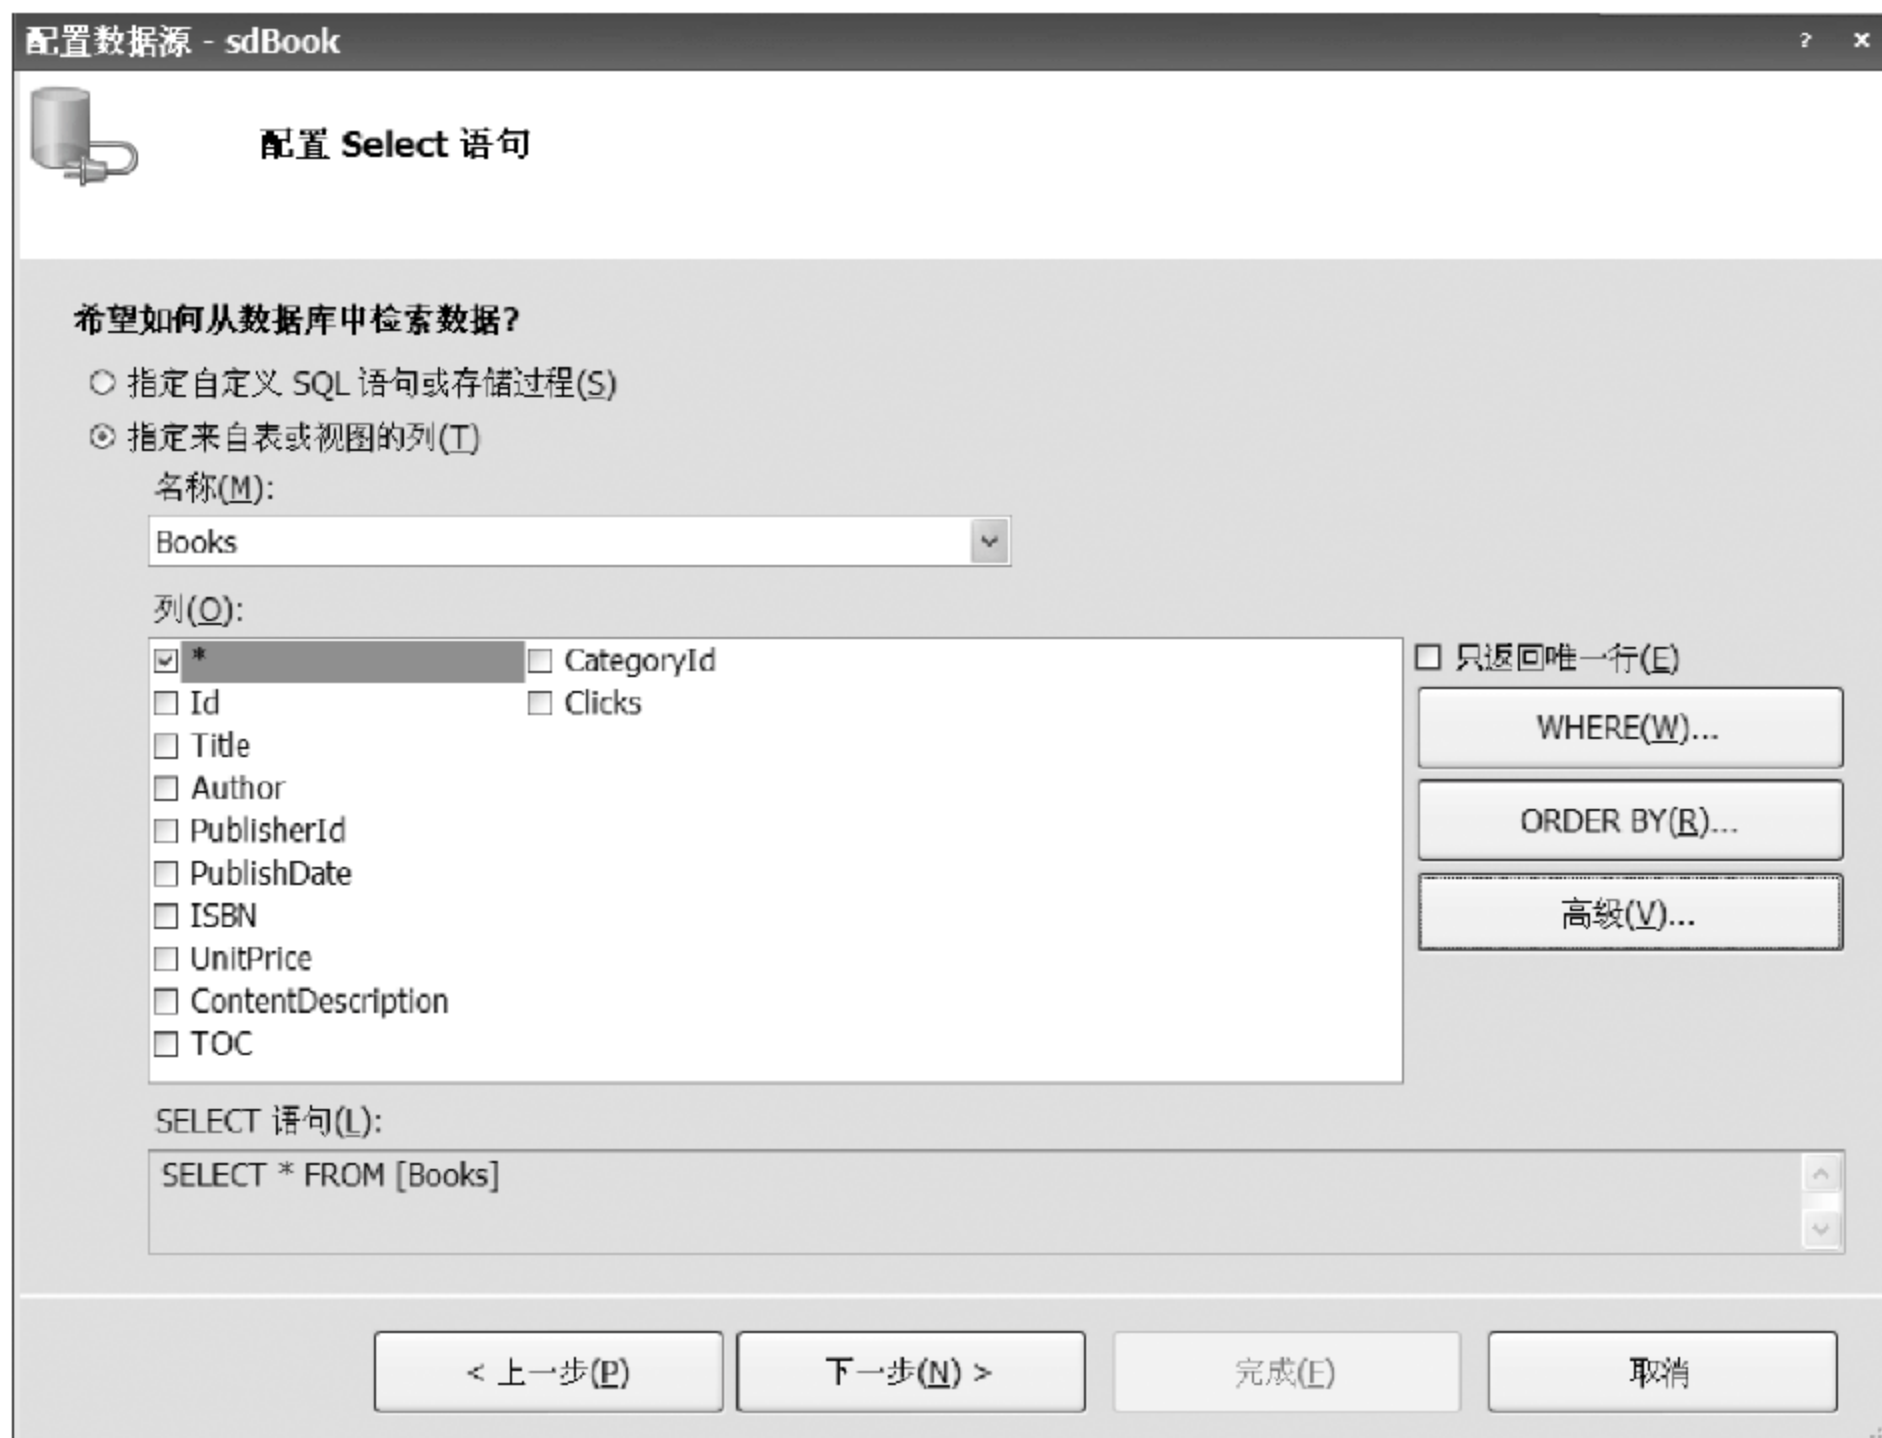 配置数据源 - sdBook
配置 Select 语句
希望如何从数据库中检索数据?
指定自定义 SQL 语句或存储过程(S)
指定来自表或视图的列(T)
名称(M):
Books
列(O):
* CategoryId 只返回唯一行(E)
Id Clicks
WHERE(W)...
Title
Author
ORDER BY(R)...
PublisherId
PublishDate
ISBN
高级(V)...
UnitPrice
ContentDescription
TOC
SELECT 语句(L):
SELECT * FROM [Books]
< 上一步(P) 下一步(N) > 完成(F) 取消